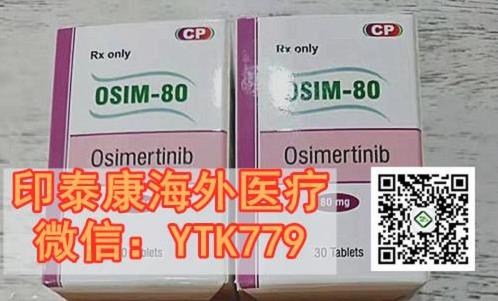 CP
Rx only
OSIM-80
Osimertinib
CP
Rx only
OSIM-80
Osimertinib
80 mg
30 Tablets
印泰康海外医疗
微信：YTK779